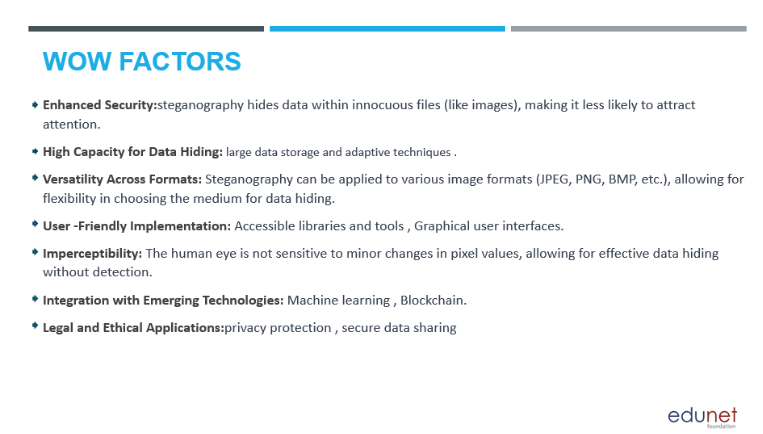 WOW FACTORS
Enhanced Security:steganography hides data within innocuous files (like images), making it less likely to attract
attention.
High Capacity for Data Hiding: large data storage and adaptive techniques .
Versatility Across Formats: Steganography can be applied to various image formats (JPEG, PNG, BMP, etc.), allowing for
flexibility in choosing the medium for data hiding.
User -Friendly Implementation: Accessible libraries and tools , Graphical user interfaces.
Imperceptibility: The human eye is not sensitive to minor changes in pixel values, allowing for effective data hiding
without detection.
Integration with Emerging Technologies: Machine learning , Blockchain.
Legal and Ethical Applications:privacy protection , secure data sharing
edunet
foundation